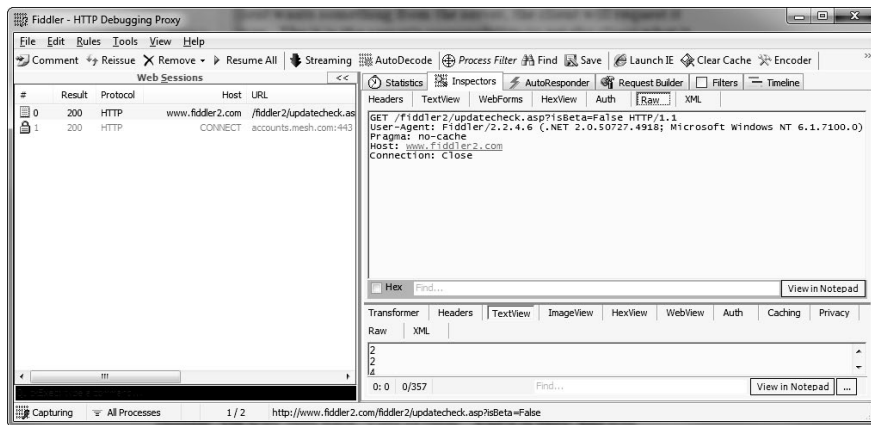 Fiddler - HTTP Debugging Proxy
File Edit Rules Tools View Help
Comment Reissue Remove Resume All Streaming AutoDecode Process Filter Find Save Launch IE Clear Cache Encoder »
Web Sessions <<
# Result Protocol Host URL
0 200 HTTP www.fiddler2.com /fiddler2/updatecheck.as
1 200 HTTP CONNECT accounts.mesh.com:443
Statistics Inspectors AutoResponder Request Builder Filters Timeline
Headers TextView WebForms HexView Auth Raw XML
GET /fiddler2/updatecheck.asp?isBeta=False HTTP/1.1
User-Agent: Fiddler/2.2.4.6 (.NET 2.0.50727.4918; Microsoft Windows NT 6.1.7100.0)
Pragma: no-cache
Host: www.fiddler2.com
Connection: Close
Hex Find... View in Notepad
Transformer Headers TextView ImageView HexView WebView Auth Caching Privacy
Raw XML
2
2
4
0: 0 0/357 Find... View in Notepad ...
Capturing All Processes 1 / 2 http://www.fiddler2.com/fiddler2/updatecheck.asp?isBeta=False